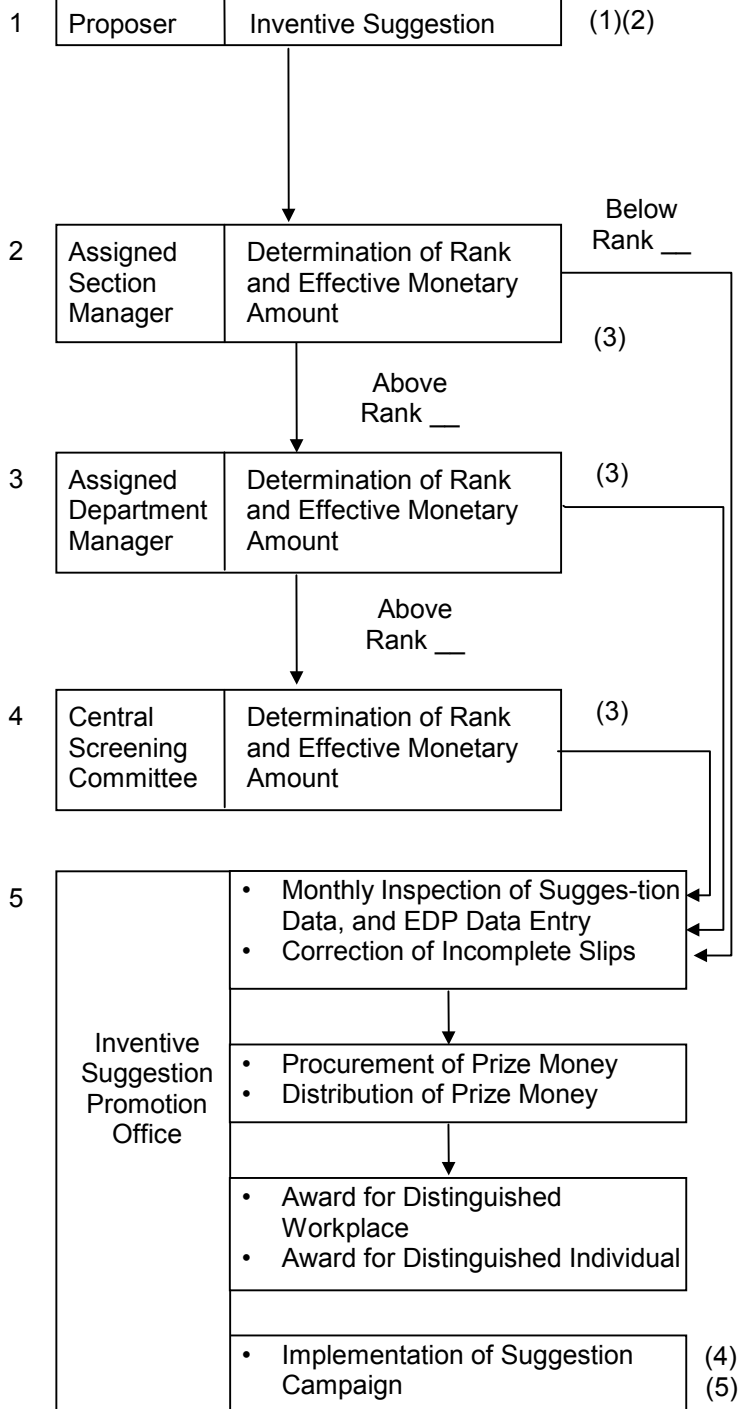 1 Proposer Inventive Suggestion (1)(2)
Below
Rank __
2 Assigned Determination of Rank
Section and Effective Monetary
Manager Amount
(3)
Above
Rank __
3 Assigned Determination of Rank (3)
Department and Effective Monetary
Manager Amount
Above
Rank __
4 Central Determination of Rank (3)
Screening and Effective Monetary
Committee Amount
5
• Monthly Inspection of Sugges-tion
Data, and EDP Data Entry
• Correction of Incomplete Slips
Inventive
Suggestion
Promotion
Office
• Procurement of Prize Money
• Distribution of Prize Money
• Award for Distinguished
Workplace
• Award for Distinguished Individual
• Implementation of Suggestion (4)
Campaign (5)